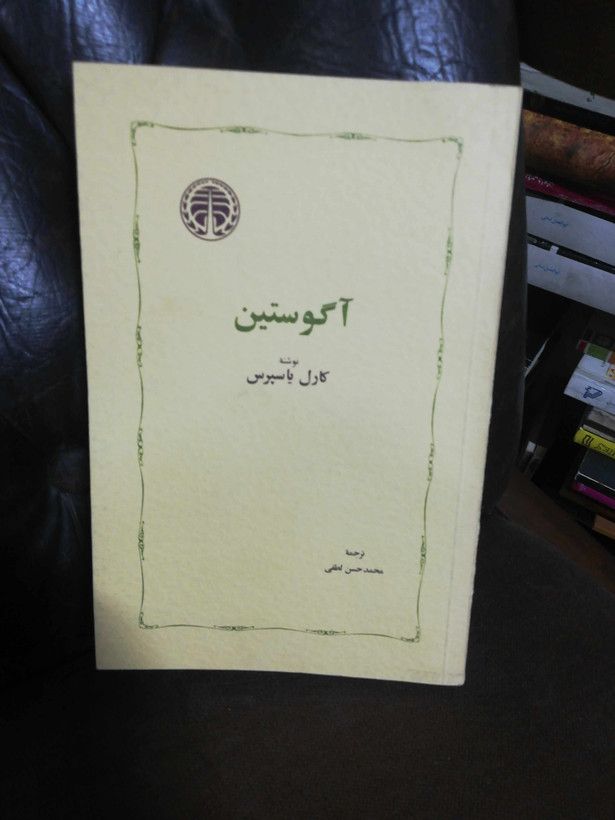 آگوستین
نوشتهٔ
کارل یاسپرس
ترجمهٔ
محمدحسن لطفی